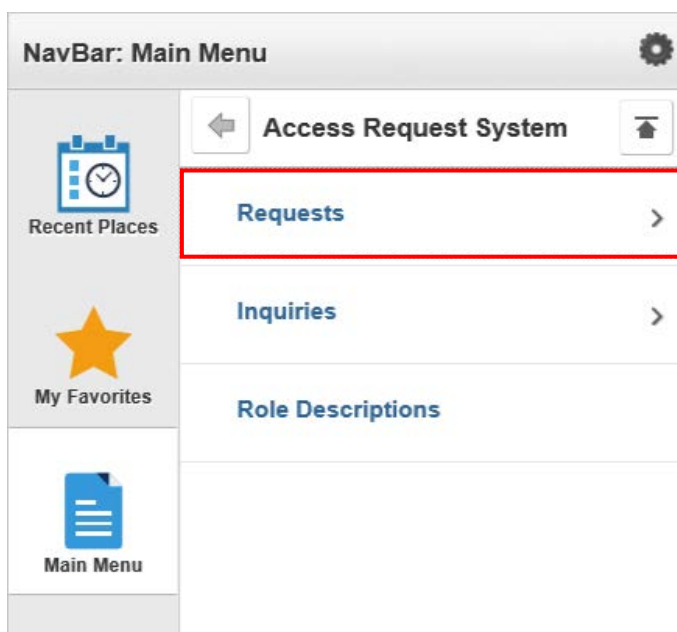 NavBar: Main Menu
Access Request System
Recent Places
Requests
Inquiries
My Favorites
Role Descriptions
Main Menu